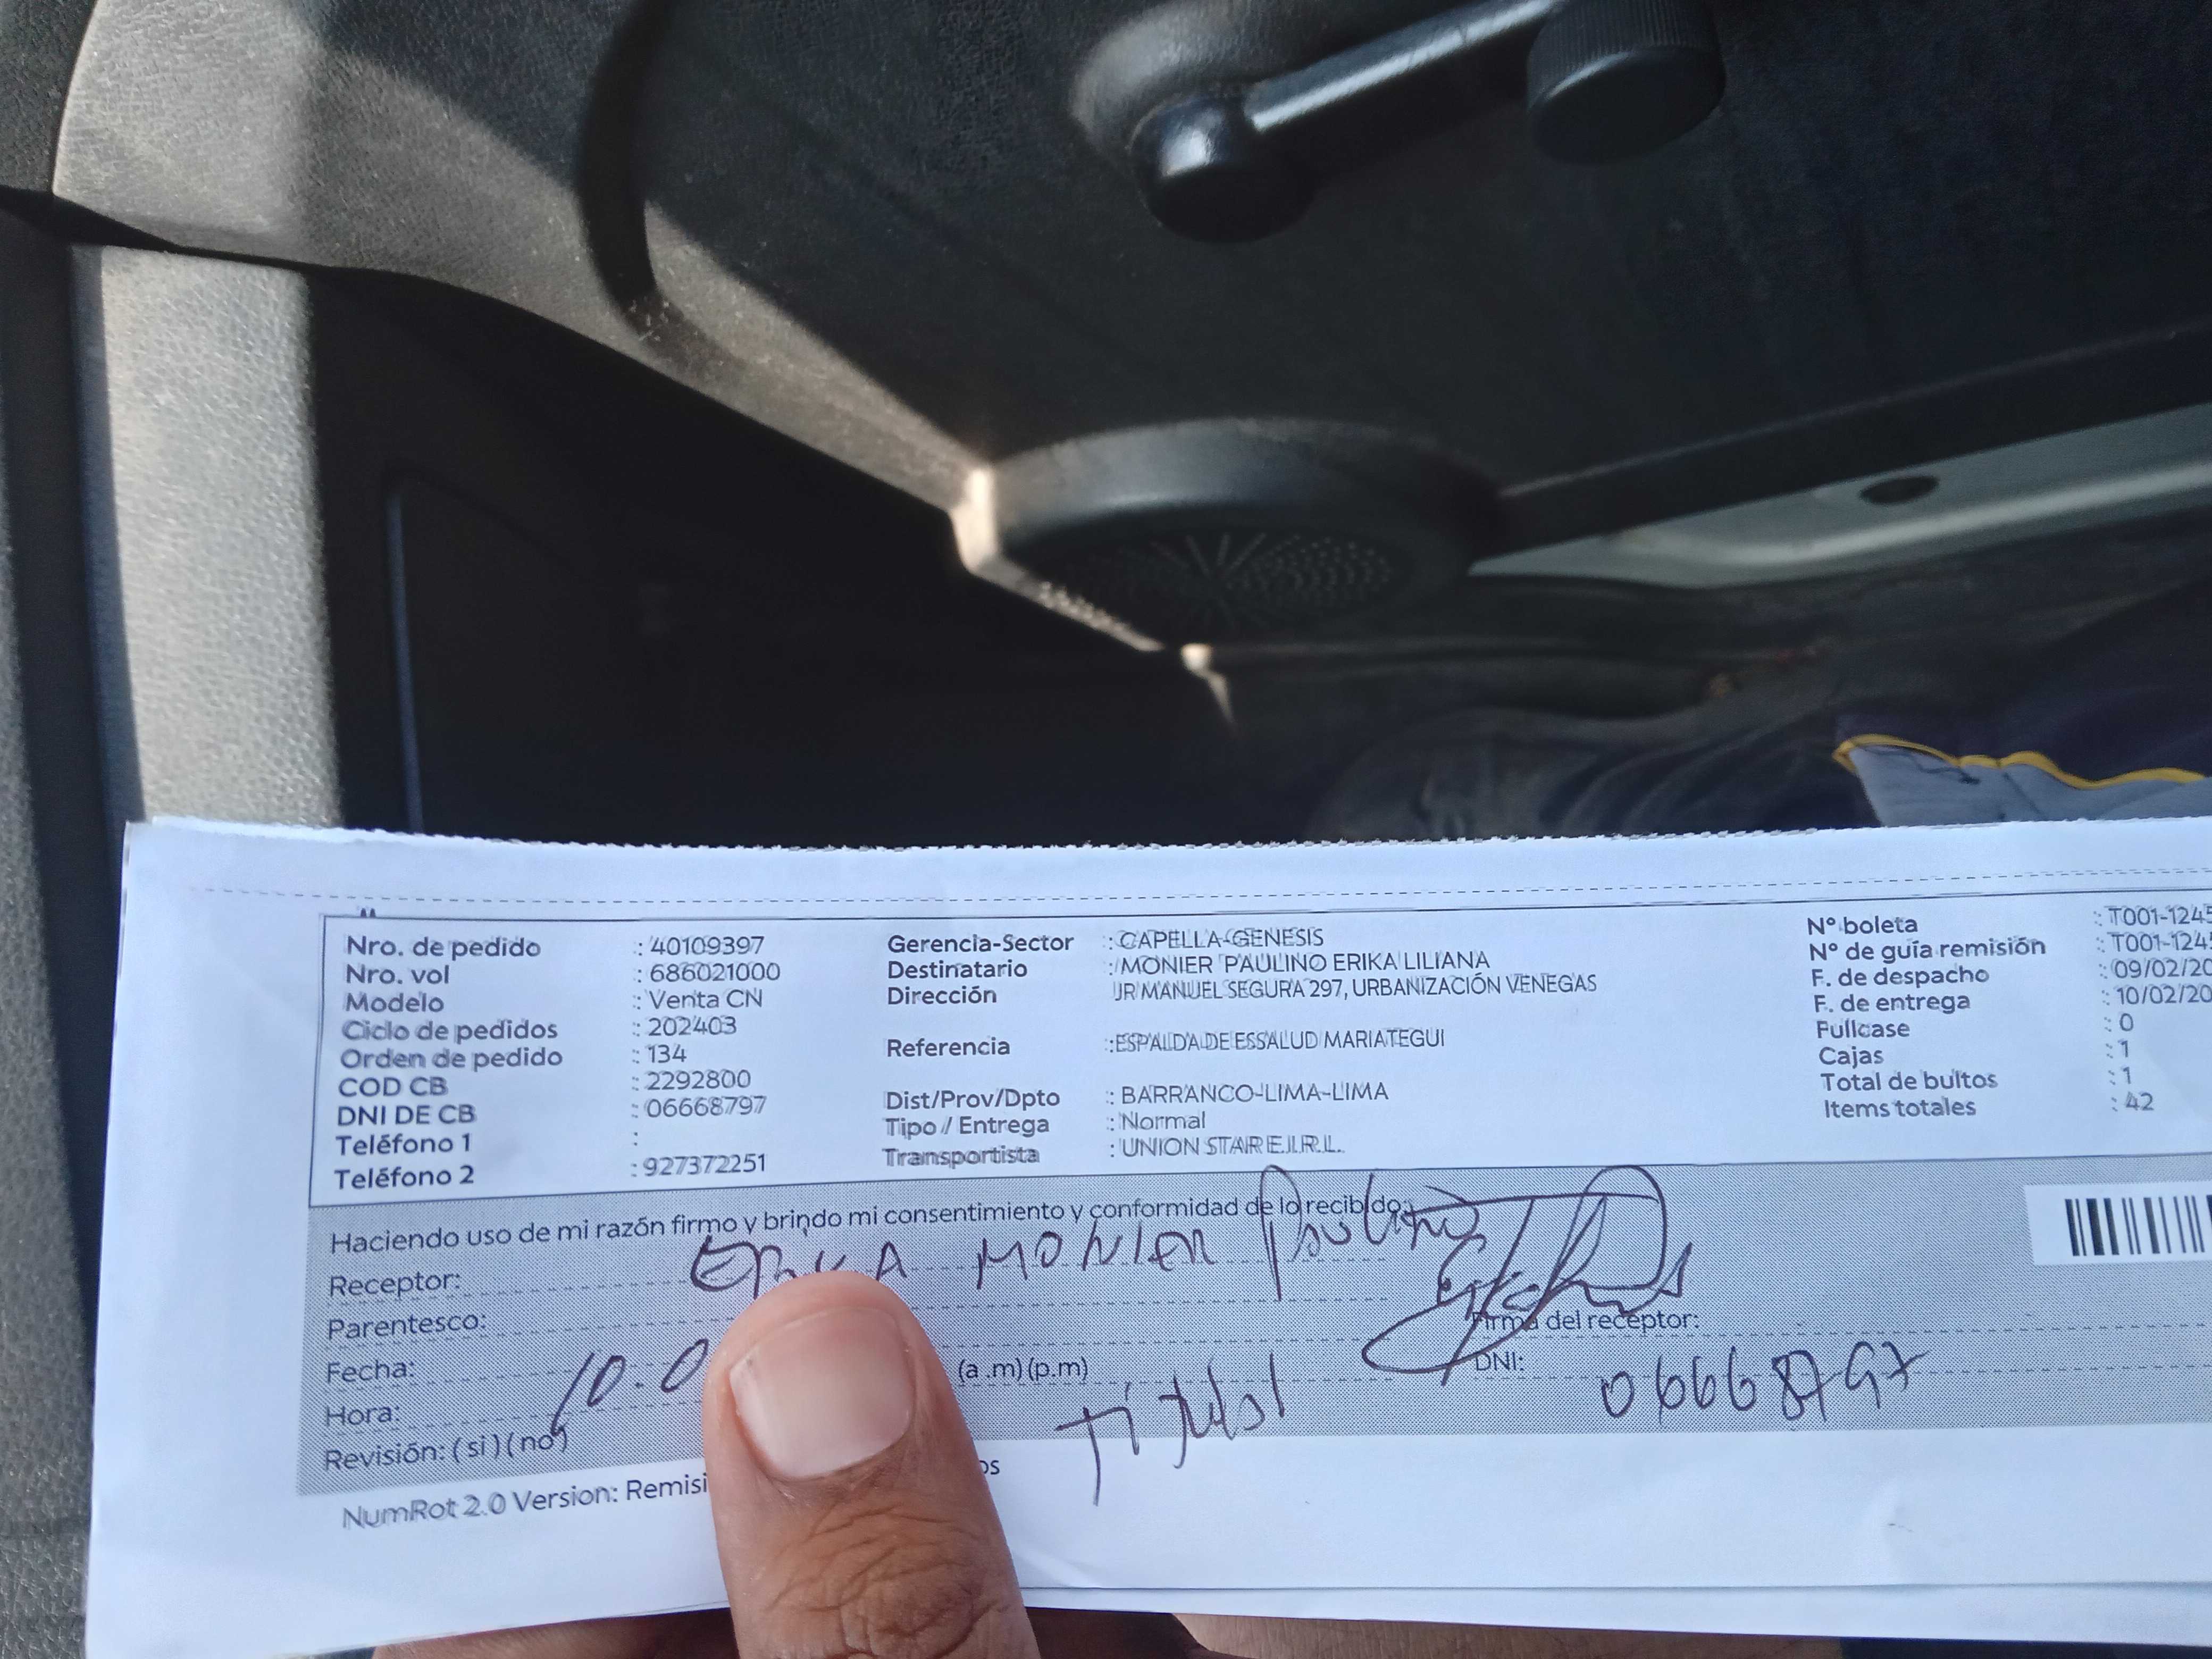 Nro. de pedido : 40109397
Nro. vol : 686021000
Modelo : Venta CN
Ciclo de pedidos : 202403
Orden de pedido : 134
COD CB : 2292800
DNI DE CB : 06668797
Teléfono 1 :
Teléfono 2 : 927372251
Gerencia-Sector : CAPELLA-GENESIS
Destinatario : MONIER PAULINO ERIKA LILIANA
Dirección JR MANUEL SEGURA 297, URBANIZACIÓN VENEGAS
Referencia : ESPALDA DE ESSALUD MARIATEGUI
Dist/Prov/Dpto : BARRANCO-LIMA-LIMA
Tipo / Entrega : Normal
Transportista : UNION STAR E.I.R.L.
N° boleta : T001-1245
N° de guía remisión : T001-1245
F. de despacho : 09/02/20
F. de entrega : 10/02/20
Fullcase : 0
Cajas : 1
Total de bultos : 1
Items totales : 42
Haciendo uso de mi razón firmo y brindo mi consentimiento y conformidad de lo recibido:
Receptor: ERIKA MONIER Paulino
Parentesco:
Fecha: 10.0
(a.m) (p.m)
Hora:
Titular
Revisión: (si) (no)
Firma del receptor:
DNI: 06668797
NumRot 2.0 Version: Remisi
os